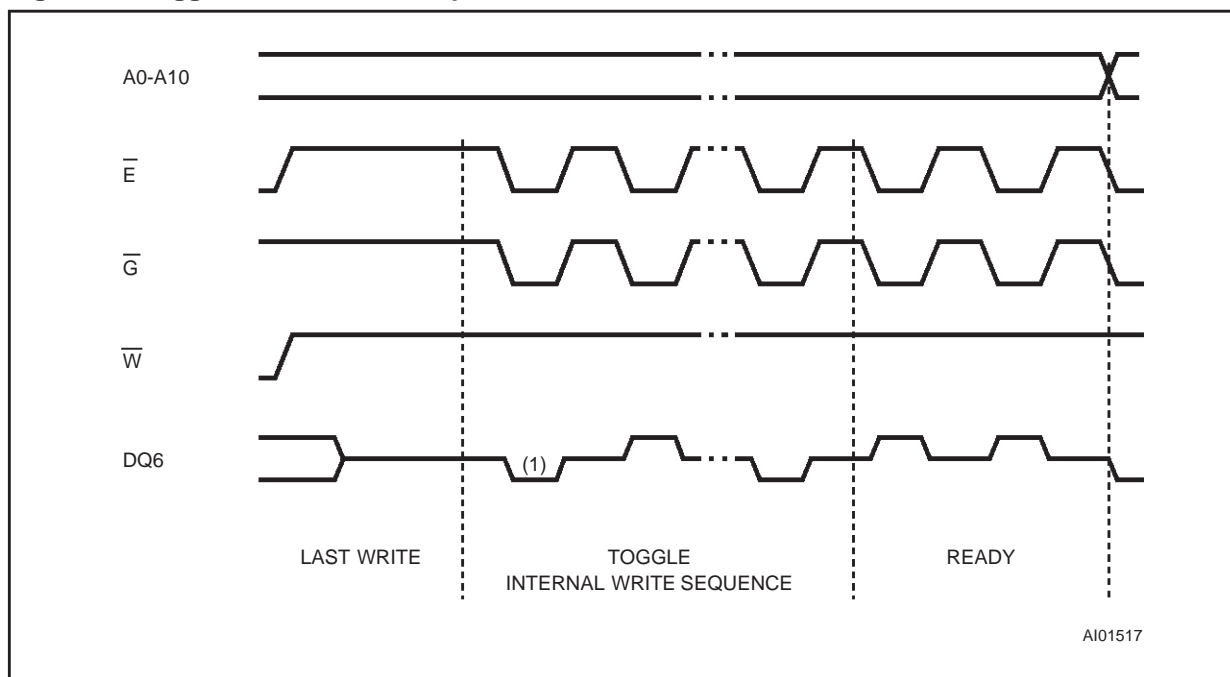 A0-A10
E
G
W
DQ6
(1)
LAST WRITE
TOGGLE
INTERNAL WRITE SEQUENCE
READY
AI01517